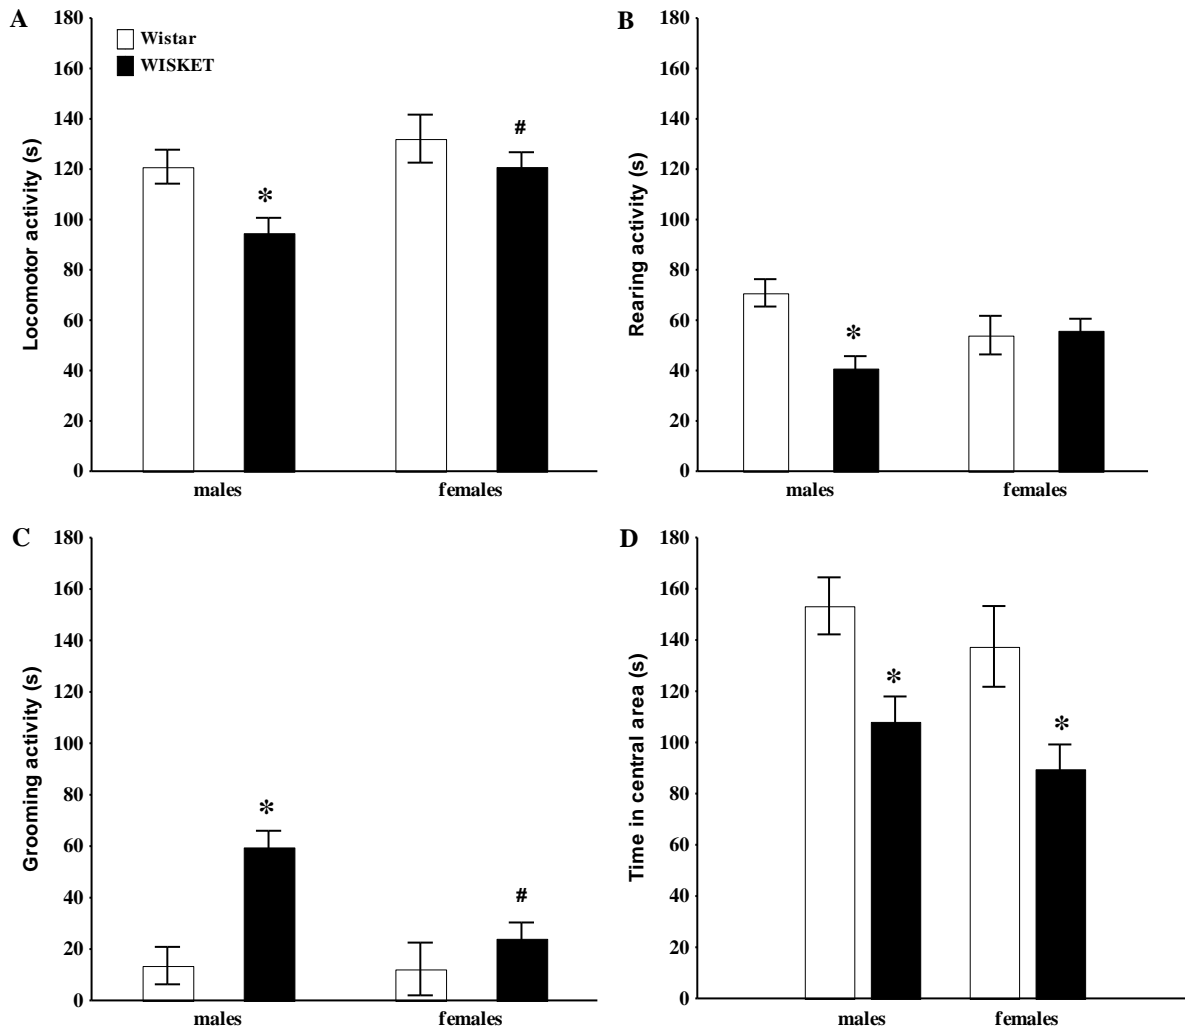 A
180
160
140
120
100
80
60
40
20
0
Locomotor activity (s)
Wistar
WISKET
*
#
males
females
B
180
160
140
120
100
80
60
40
20
0
Rearing activity (s)
*
males
females
C
180
160
140
120
100
80
60
40
20
0
Grooming activity (s)
*
#
males
females
D
180
160
140
120
100
80
60
40
20
0
Time in central area (s)
*
*
males
females